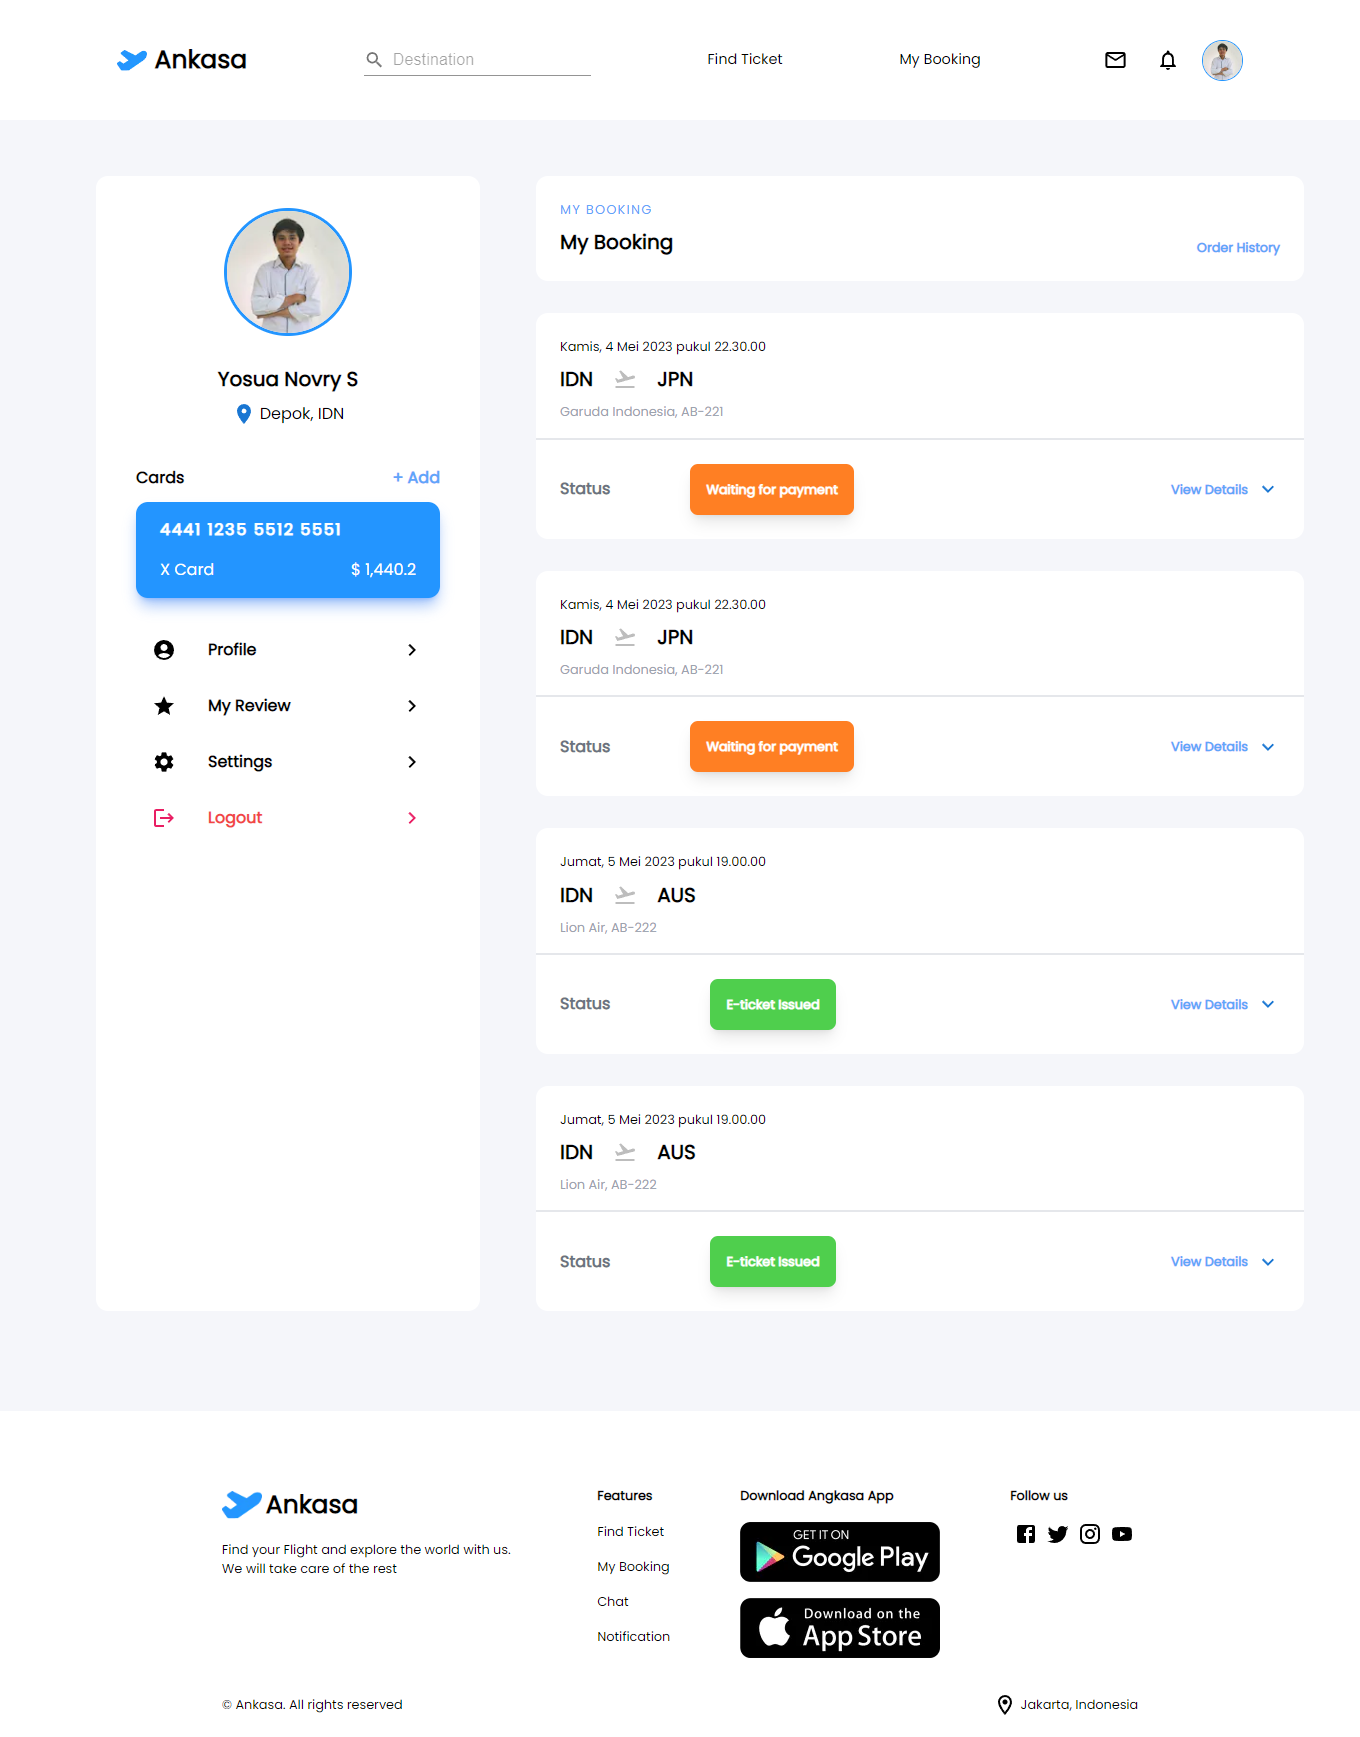 Ankasa
Destination
Find Ticket
My Booking
Yosua Novry S
Depok, IDN
Cards
+ Add
4441 1235 5512 5551
X Card
$ 1,440.2
Profile
My Review
Settings
Logout
MY BOOKING
My Booking
Order History
Kamis, 4 Mei 2023 pukul 22.30.00
IDN JPN
Garuda Indonesia, AB-221
Status
Waiting for payment
View Details
Kamis, 4 Mei 2023 pukul 22.30.00
IDN JPN
Garuda Indonesia, AB-221
Status
Waiting for payment
View Details
Jumat, 5 Mei 2023 pukul 19.00.00
IDN AUS
Lion Air, AB-222
Status
E-ticket Issued
View Details
Jumat, 5 Mei 2023 pukul 19.00.00
IDN AUS
Lion Air, AB-222
Status
E-ticket Issued
View Details
Ankasa
Find your Flight and explore the world with us.
We will take care of the rest
Features
Find Ticket
My Booking
Chat
Notification
Download Angkasa App
GET IT ON
Google Play
Download on the
App Store
Follow us
© Ankasa. All rights reserved
Jakarta, Indonesia